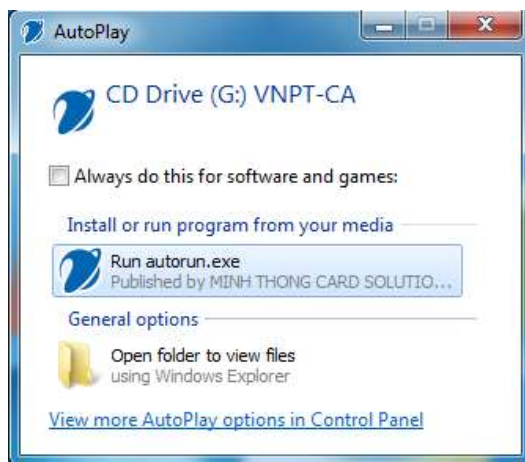 AutoPlay
CD Drive (G:) VNPT-CA
Always do this for software and games:
Install or run program from your media
Run autorun.exe
Published by MINH THONG CARD SOLUTIO...
General options
Open folder to view files
using Windows Explorer
View more AutoPlay options in Control Panel